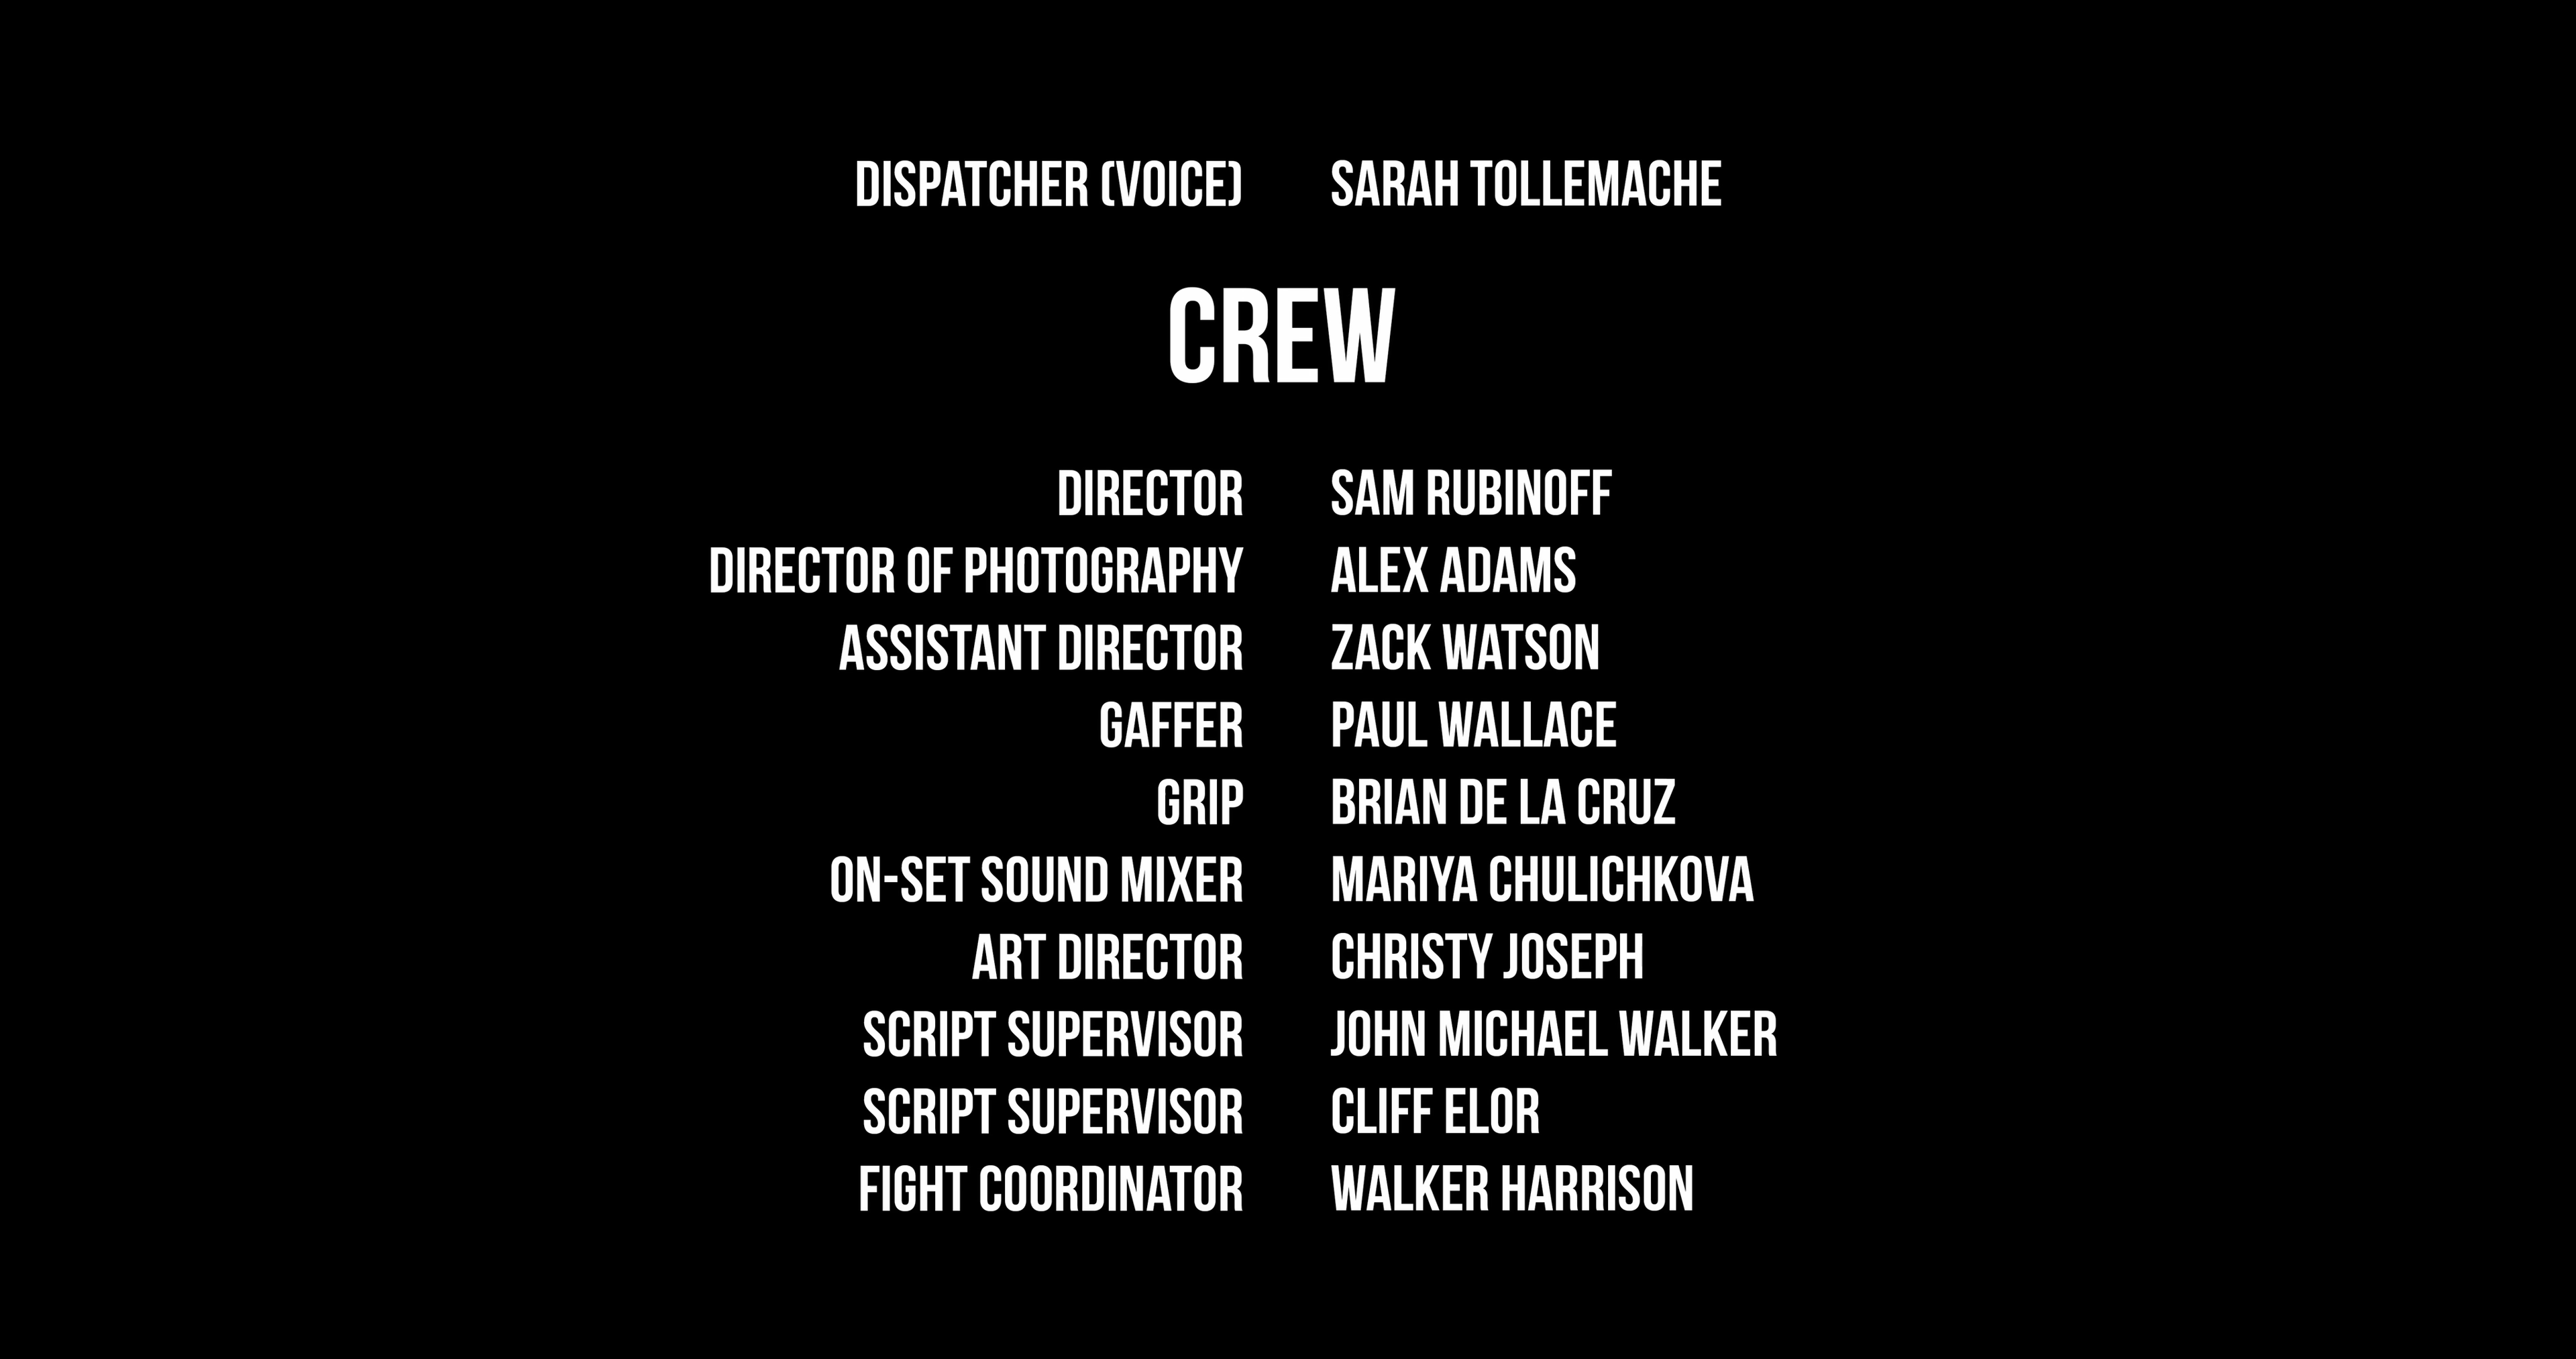 DISPATCHER (VOICE) SARAH TOLLEMACHE
CREW
DIRECTOR SAM RUBINOFF
DIRECTOR OF PHOTOGRAPHY ALEX ADAMS
ASSISTANT DIRECTOR ZACK WATSON
GAFFER PAUL WALLACE
GRIP BRIAN DE LA CRUZ
ON-SET SOUND MIXER MARIYA CHULICHKOVA
ART DIRECTOR CHRISTY JOSEPH
SCRIPT SUPERVISOR JOHN MICHAEL WALKER
SCRIPT SUPERVISOR CLIFF ELOR
FIGHT COORDINATOR WALKER HARRISON